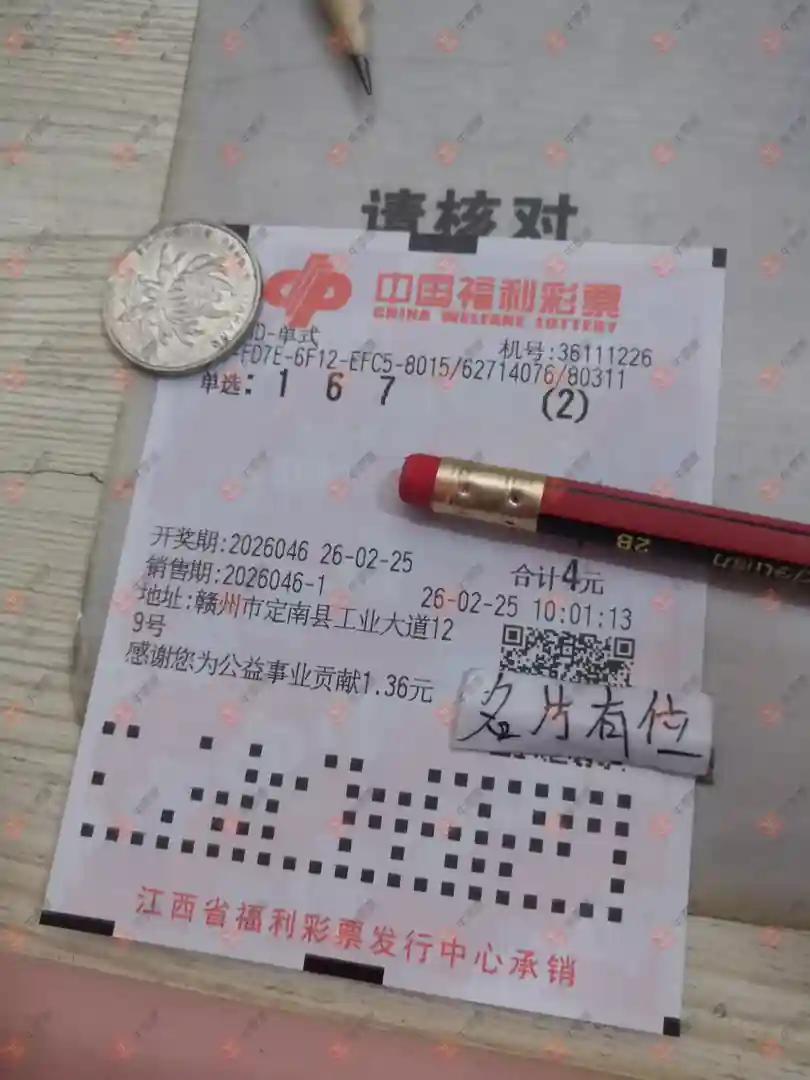 请核对
中国福利彩票
CHINA WELFARE LOTTERY
D-单式
机号:36111226
-FD7E-6F12-EFC5-8015/62714076/80311
单选: 1 6 7 (2)
开奖期:2026046 26-02-25
合计4元
销售期:2026046-1
26-02-25 10:01:13
地址:赣州市定南县工业大道12
9号
感谢您为公益事业贡献1.36元
片有位
江西省福利彩票发行中心承销
2B